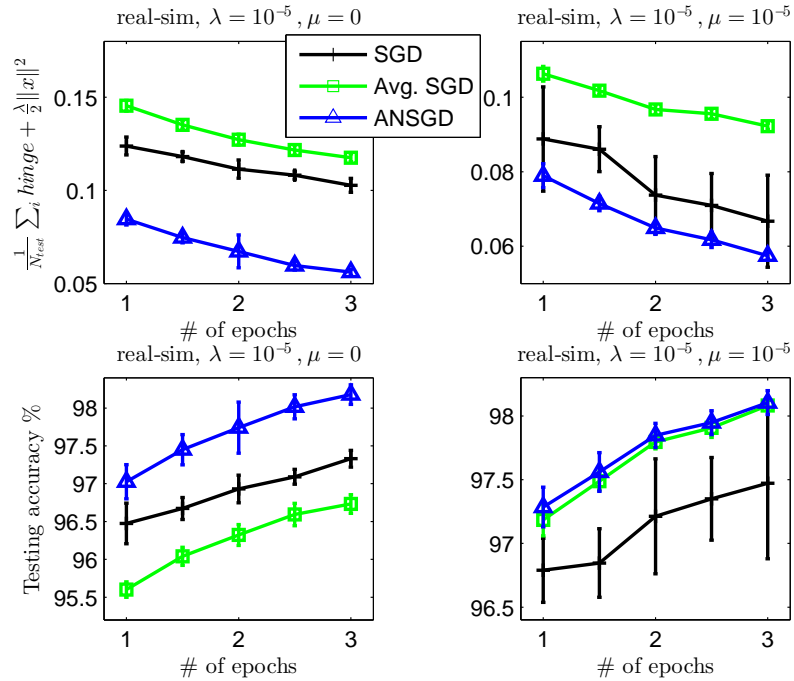 real-sim, λ = 10⁻⁵, μ = 0
real-sim, λ = 10⁻⁵, μ = 10⁻⁵
SGD
Avg. SGD
ANSGD
1/N_test ∑_i hinge + λ/2 ||x||²
0.15
0.1
0.05
1 2 3
# of epochs
0.1
0.08
0.06
1 2 3
# of epochs
real-sim, λ = 10⁻⁵, μ = 0
real-sim, λ = 10⁻⁵, μ = 10⁻⁵
Testing accuracy %
98
97.5
97
96.5
96
95.5
1 2 3
# of epochs
98
97.5
97
96.5
1 2 3
# of epochs